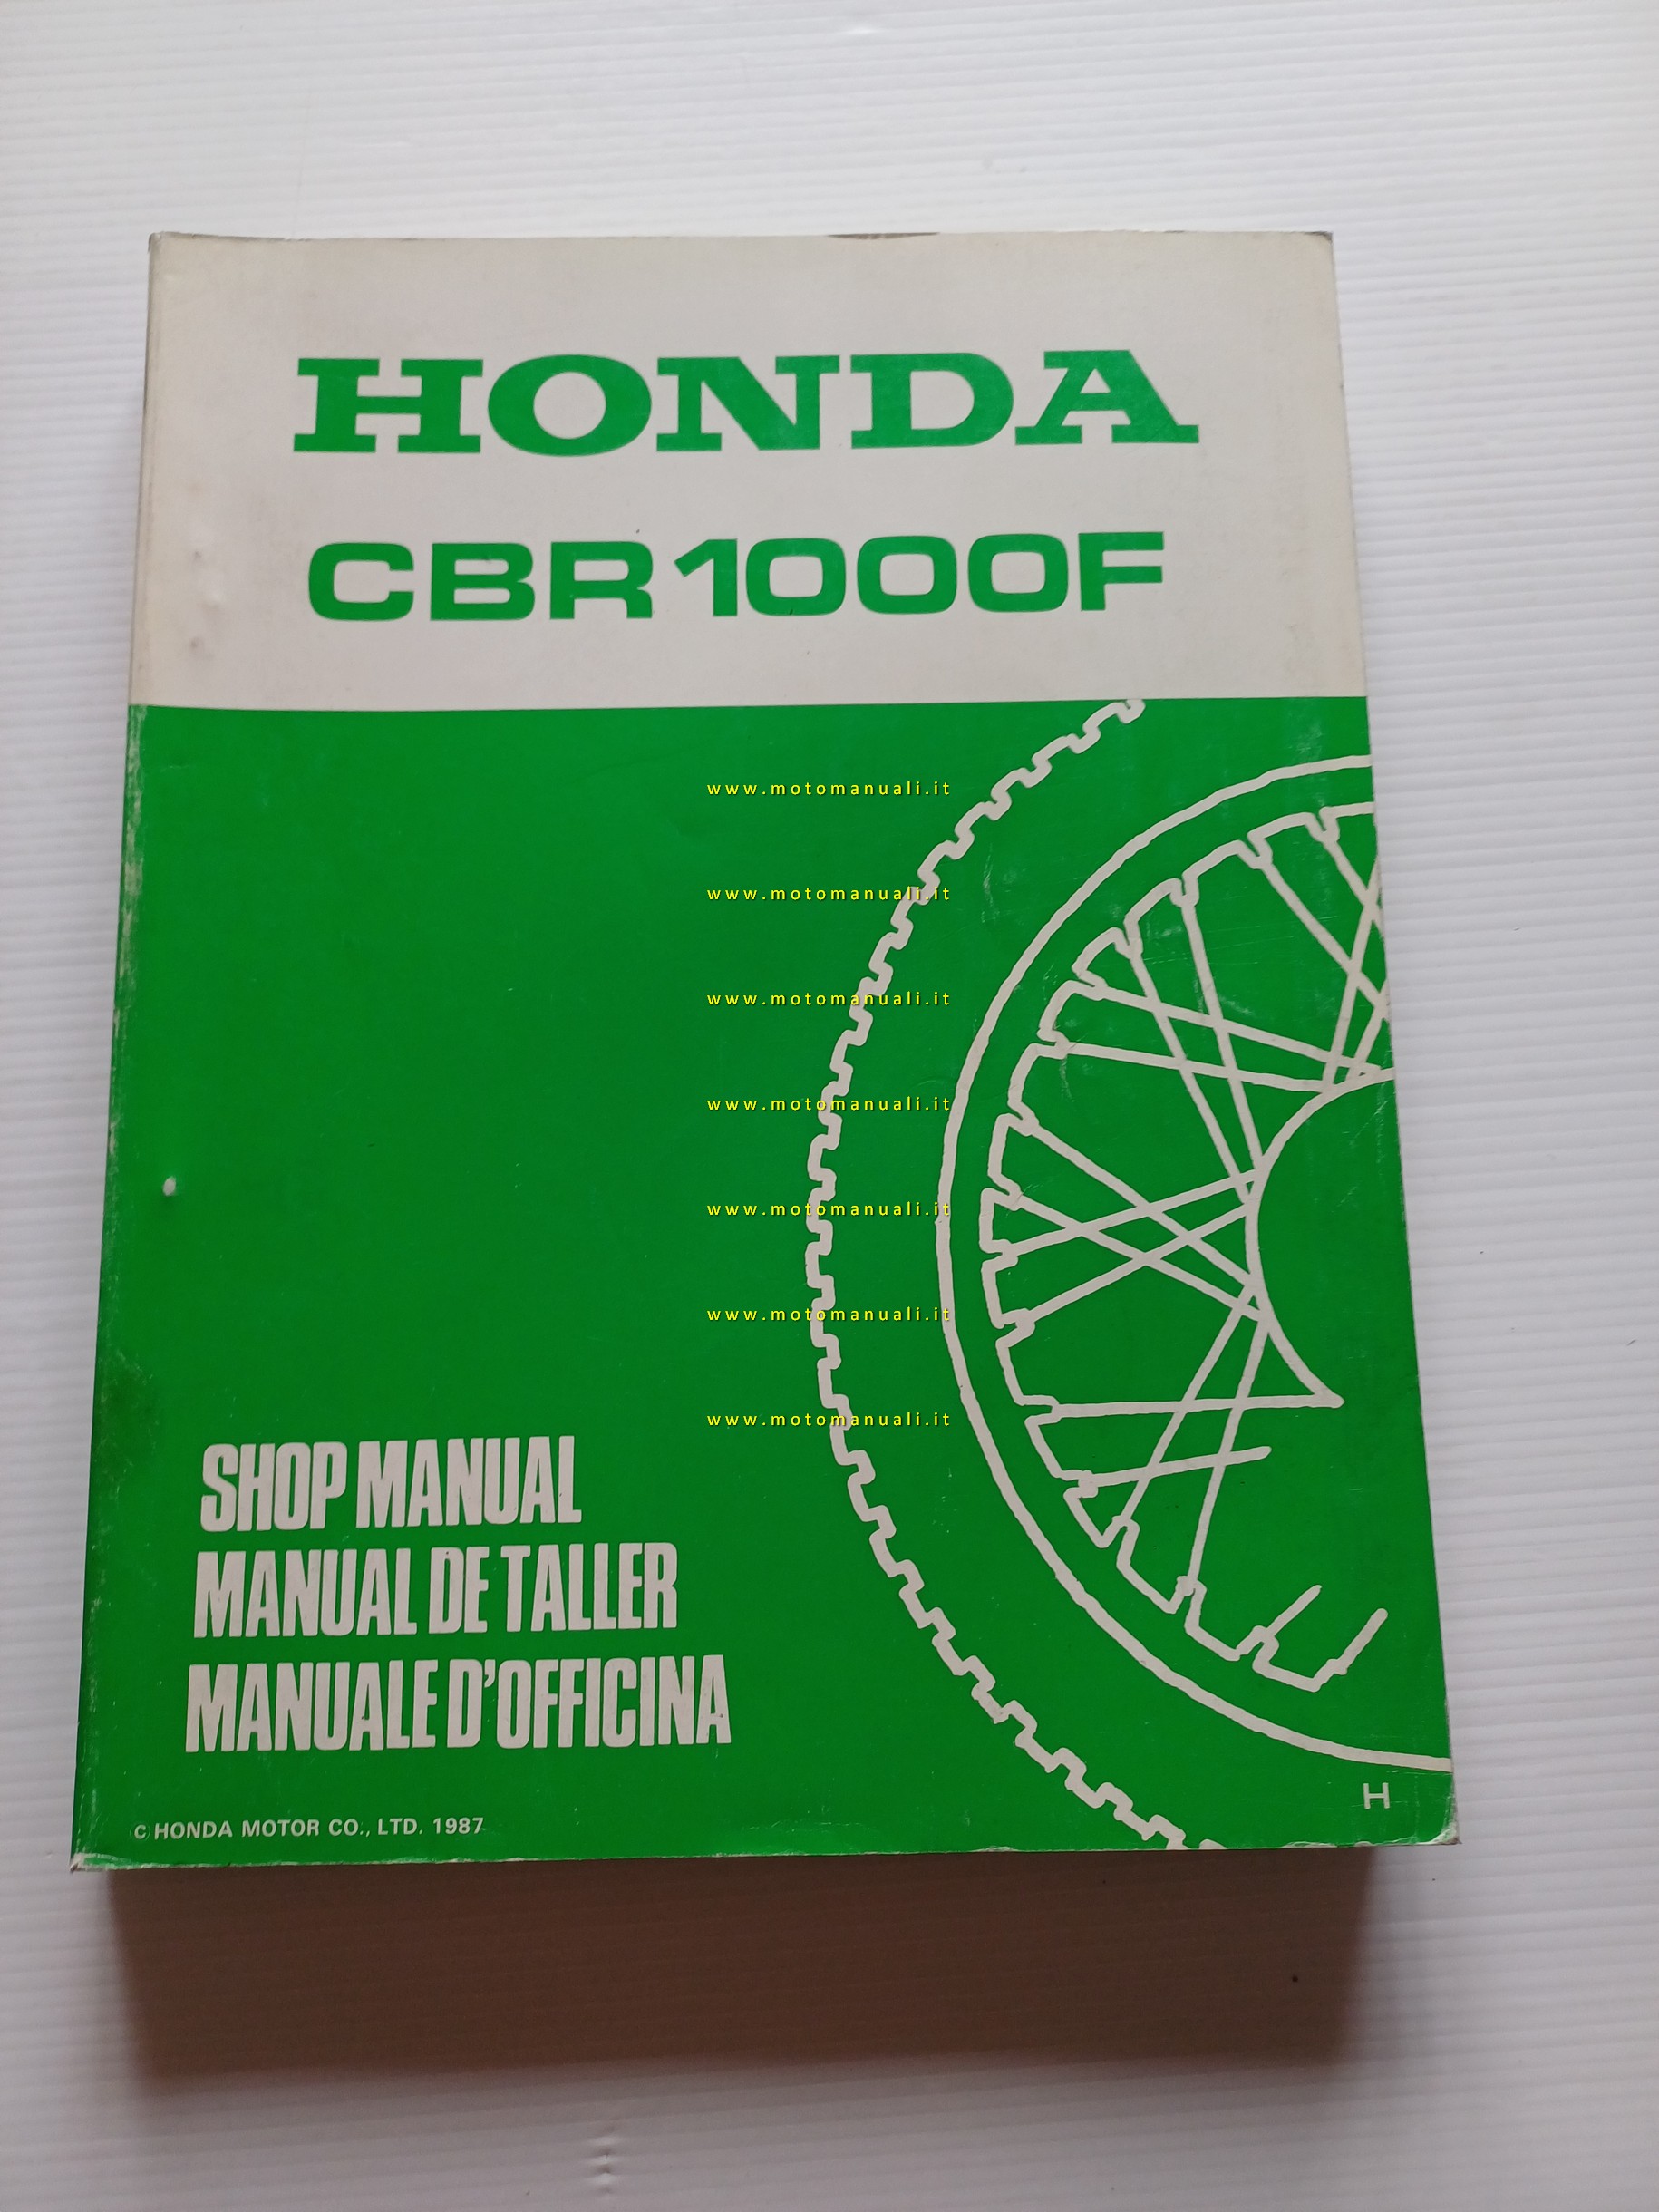 HONDA
CBR1000F
www.motomanuali.it
www.motomanuali.it
www.motomanuali.it
www.motomanuali.it
www.motomanuali.it
www.motomanuali.it
www.motomanuali.it
SHOP MANUAL
MANUAL DE TALLER
MANUALE D'OFFICINA
H
© HONDA MOTOR CO., LTD. 1987